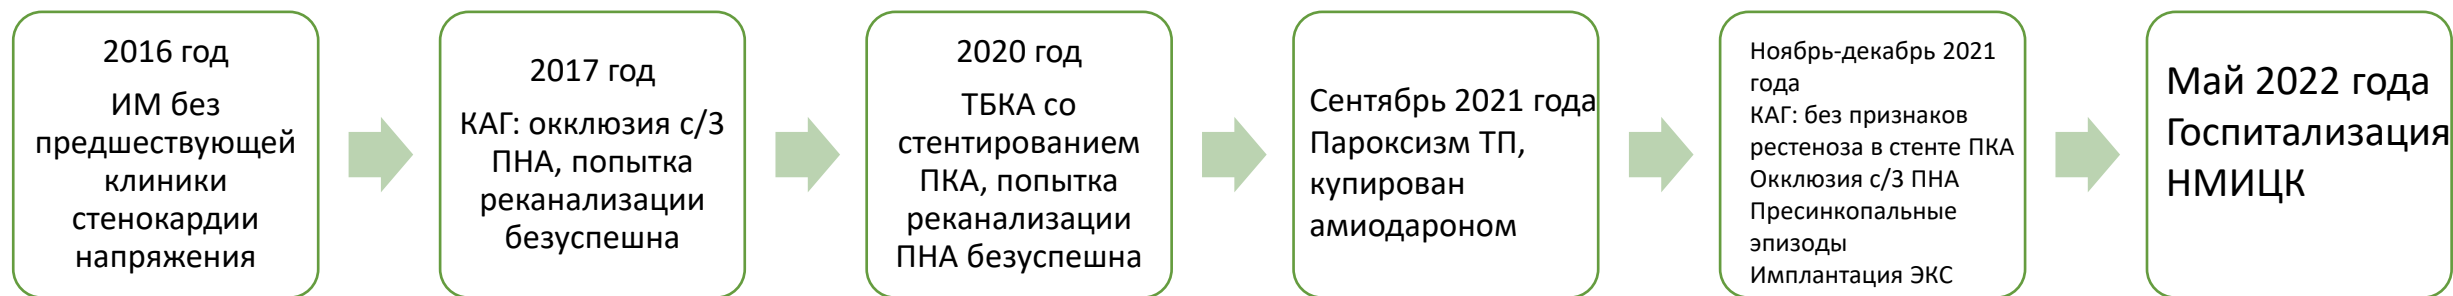 2016 год
ИМ без
предшествующей
клиники
стенокардии
напряжения
2017 год
КАГ: окклюзия с/3
ПНА, попытка
реканализации
безуспешна
2020 год
ТБКА со
стентированием
ПКА, попытка
реканализации
ПНА безуспешна
Сентябрь 2021 года
Пароксизм ТП,
купирован
амиодароном
Ноябрь-декабрь 2021
года
КАГ: без признаков
рестеноза в стенте ПКА
Окклюзия с/3 ПНА
Пресинкопальные
эпизоды
Имплантация ЭКС
Май 2022 года
Госпитализация
НМИЦК